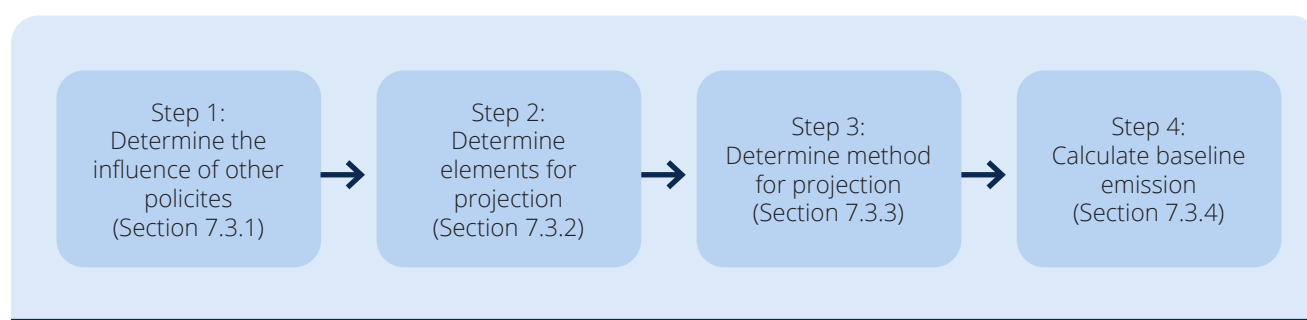 Step 1:
Determine the
influence of other
policites
(Section 7.3.1)
Step 2:
Determine
elements for
projection
(Section 7.3.2)
Step 3:
Determine method
for projection
(Section 7.3.3)
Step 4:
Calculate baseline
emission
(Section 7.3.4)